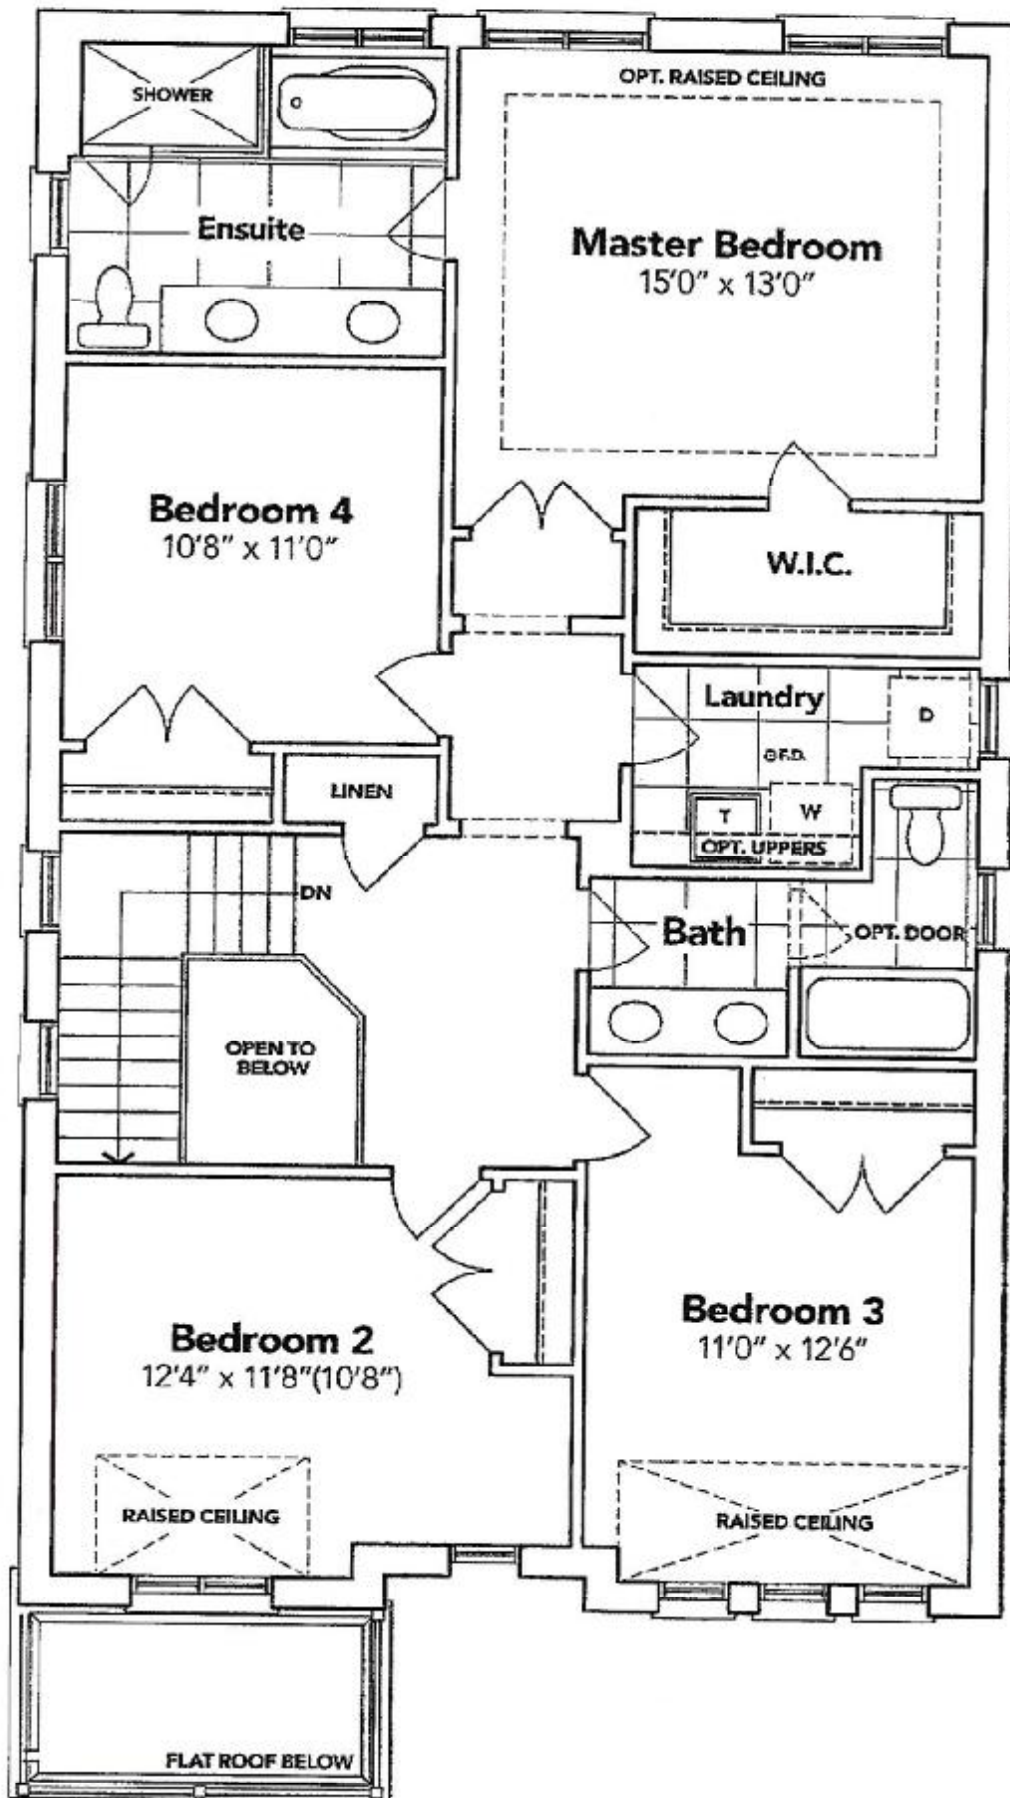 OPT. RAISED CEILING
SHOWER
Ensuite
Master Bedroom
15'0" x 13'0"
Bedroom 4
10'8" x 11'0"
W.I.C.
Laundry
D
F.D.
LINEN
T
W
OPT. UPPERS
DN
Bath
OPT. DOOR
OPEN TO
BELOW
Bedroom 2
12'4" x 11'8"(10'8")
Bedroom 3
11'0" x 12'6"
RAISED CEILING
RAISED CEILING
FLAT ROOF BELOW